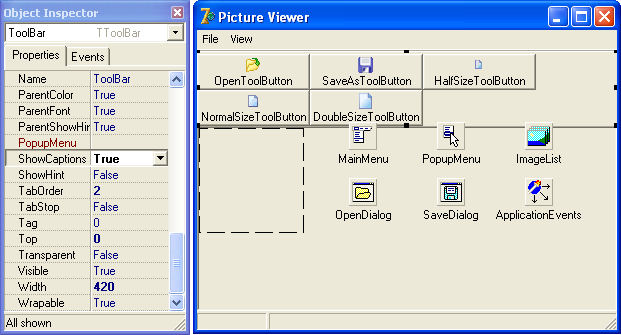 Object Inspector
ToolBar TToolBar
Properties Events
Name ToolBar
ParentColor True
ParentFont True
ParentShowHin True
PopupMenu
ShowCaptions True
ShowHint False
TabOrder 2
TabStop False
Tag 0
Top 0
Transparent False
Visible True
Width 420
Wrapable True
All shown
Picture Viewer
File View
OpenToolButton SaveAsToolButton HalfSizeToolButton
NormalSizeToolButton DoubleSizeToolButton
MainMenu PopupMenu ImageList
OpenDialog SaveDialog ApplicationEvents